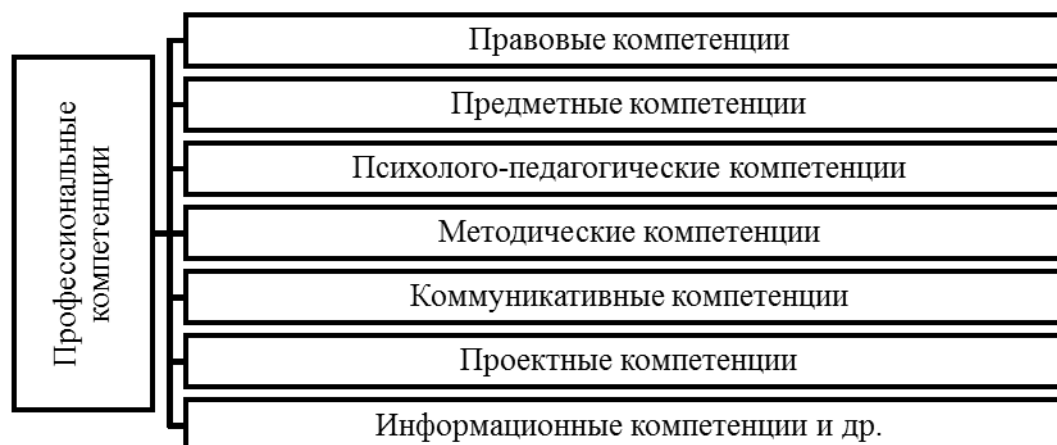 Профессиональные
компетенции
Правовые компетенции
Предметные компетенции
Психолого-педагогические компетенции
Методические компетенции
Коммуникативные компетенции
Проектные компетенции
Информационные компетенции и др.